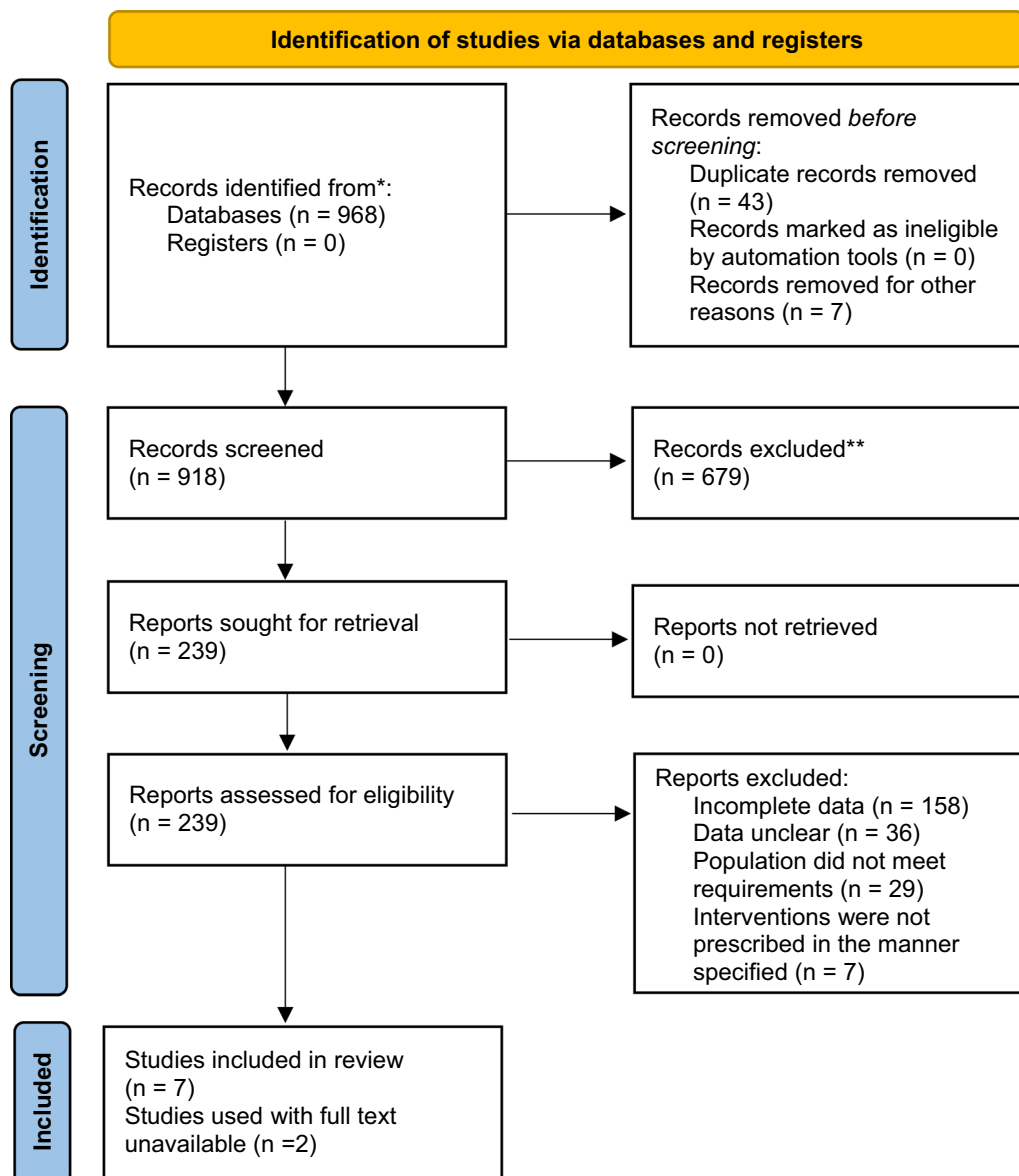 Identification of studies via databases and registers
Identification
Records identified from*:
Databases (n = 968)
Registers (n = 0)
Records removed before
screening:
Duplicate records removed
(n = 43)
Records marked as ineligible
by automation tools (n = 0)
Records removed for other
reasons (n = 7)
Screening
Records screened
(n = 918)
Records excluded**
(n = 679)
Reports sought for retrieval
(n = 239)
Reports not retrieved
(n = 0)
Reports assessed for eligibility
(n = 239)
Reports excluded:
Incomplete data (n = 158)
Data unclear (n = 36)
Population did not meet
requirements (n = 29)
Interventions were not
prescribed in the manner
specified (n = 7)
Included
Studies included in review
(n = 7)
Studies used with full text
unavailable (n =2)